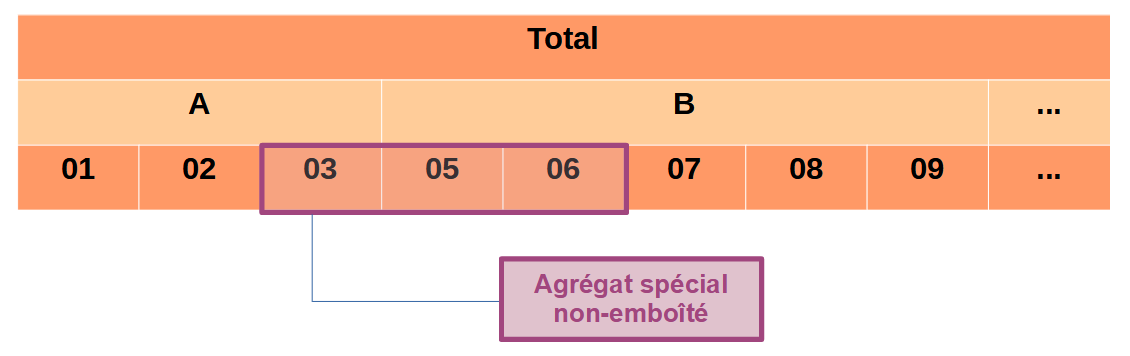 Total
A B ...
01 02 03 05 06 07 08 09 ...
Agrégat spécial
non-emboîté